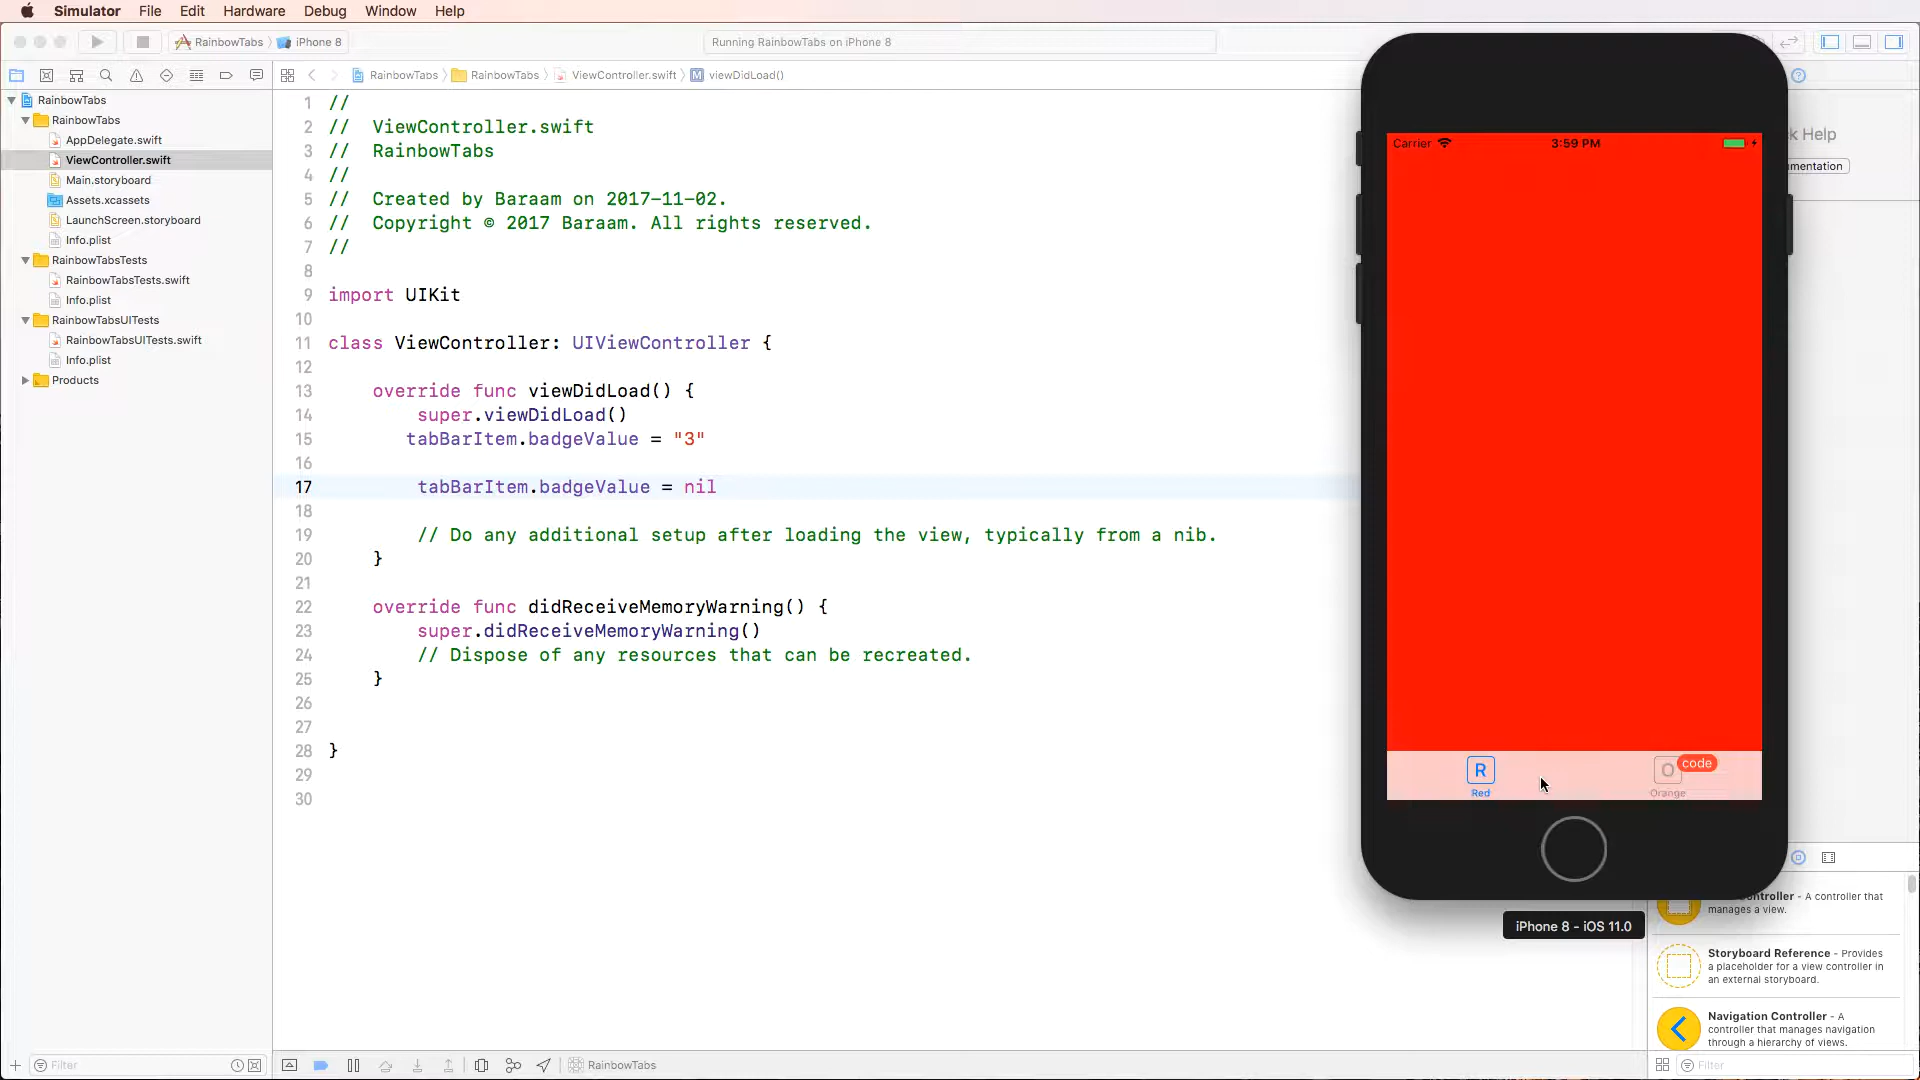 Simulator File Edit Hardware Debug Window Help
RainbowTabs iPhone 8
Running RainbowTabs on iPhone 8
RainbowTabs RainbowTabs ViewController.swift M viewDidLoad()
RainbowTabs
RainbowTabs
AppDelegate.swift
ViewController.swift
Main.storyboard
Assets.xcassets
LaunchScreen.storyboard
Info.plist
RainbowTabsTests
RainbowTabsTests.swift
Info.plist
RainbowTabsUITests
RainbowTabsUITests.swift
Info.plist
Products
Filter
1 //
2 //  ViewController.swift
3 //  RainbowTabs
4 //
5 //  Created by Baraam on 2017-11-02.
6 //  Copyright © 2017 Baraam. All rights reserved.
7 //
8
9 import UIKit
10
11 class ViewController: UIViewController {
12
13     override func viewDidLoad() {
14         super.viewDidLoad()
15        tabBarItem.badgeValue = "3"
16
17         tabBarItem.badgeValue = nil
18
19         // Do any additional setup after loading the view, typically from a nib.
20     }
21
22     override func didReceiveMemoryWarning() {
23         super.didReceiveMemoryWarning()
24         // Dispose of any resources that can be recreated.
25     }
26
27
28 }
29
30
RainbowTabs
Carrier 3:59 PM
R
Red
O code
Orange
iPhone 8 - iOS 11.0
Help
mentation
ntroller - A controller that
manages a view.
Storyboard Reference - Provides
a placeholder for a view controller in
an external storyboard.
Navigation Controller - A
controller that manages navigation
through a hierarchy of views.
Filter